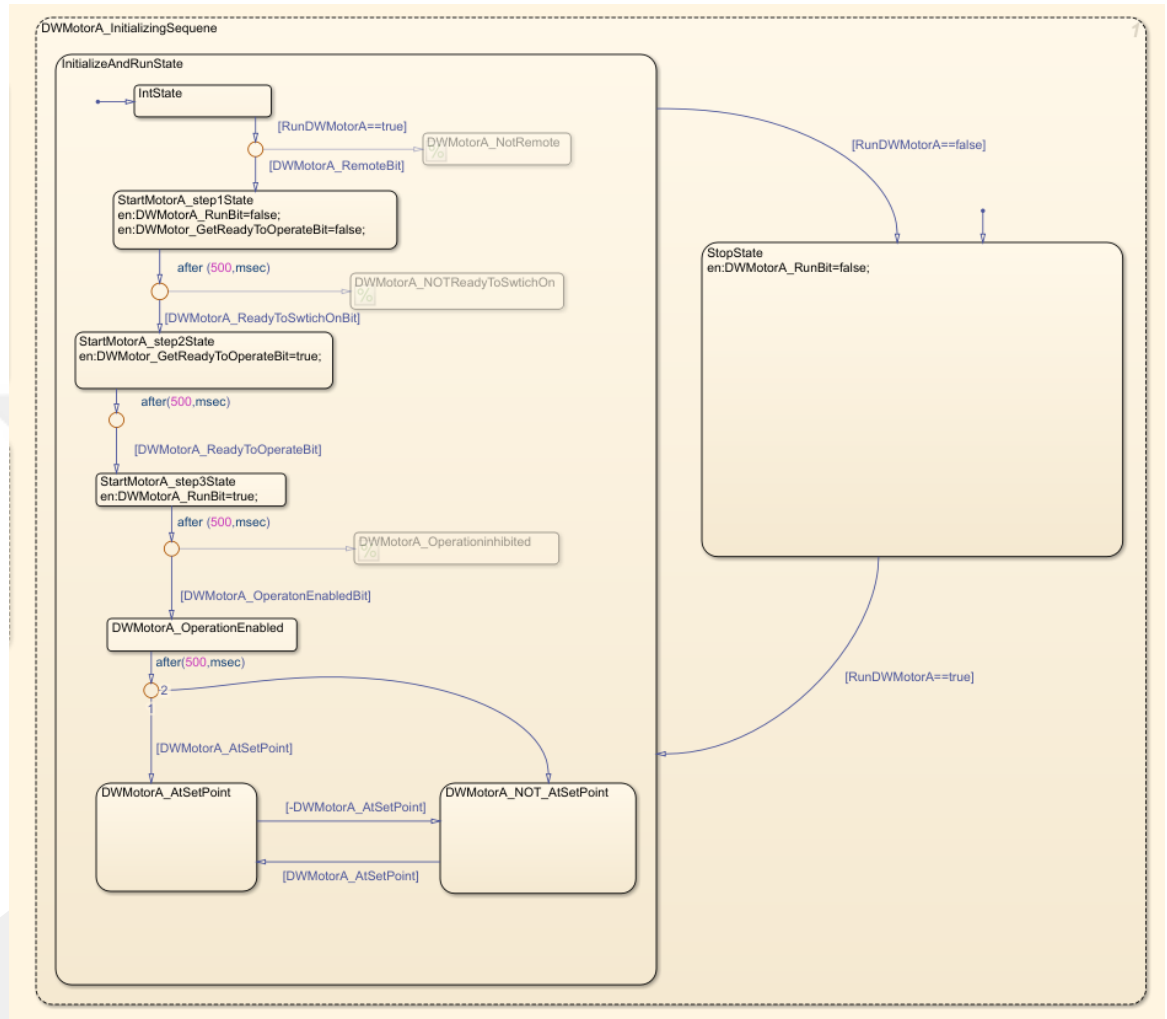 DWMotorA_InitializingSequene
1
InitializeAndRunState
IntState
[RunDWMotorA==true]
DWMotorA_NotRemote
%
[DWMotorA_RemoteBit]
StartMotorA_step1State
en:DWMotorA_RunBit=false;
en:DWMotor_GetReadyToOperateBit=false;
after (500,msec)
DWMotorA_NOTReadyToSwtichOn
%
[DWMotorA_ReadyToSwtichOnBit]
StartMotorA_step2State
en:DWMotor_GetReadyToOperateBit=true;
after(500,msec)
[DWMotorA_ReadyToOperateBit]
StartMotorA_step3State
en:DWMotorA_RunBit=true;
after (500,msec)
DWMotorA_Operationinhibited
%
[DWMotorA_OperatonEnabledBit]
DWMotorA_OperationEnabled
after(500,msec)
2
1
[DWMotorA_AtSetPoint]
DWMotorA_AtSetPoint
DWMotorA_NOT_AtSetPoint
[-DWMotorA_AtSetPoint]
[DWMotorA_AtSetPoint]
[RunDWMotorA==false]
StopState
en:DWMotorA_RunBit=false;
[RunDWMotorA==true]